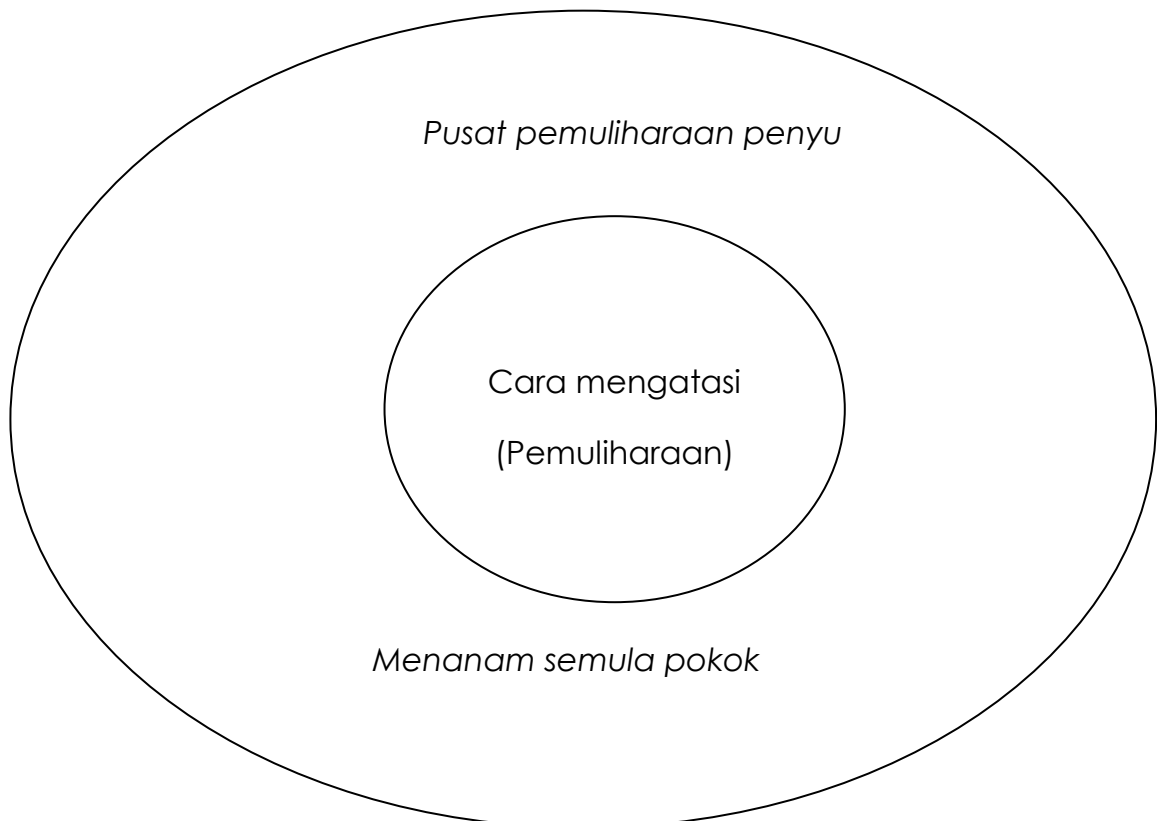 Pusat pemuliharaan penyu
Cara mengatasi
(Pemuliharaan)
Menanam semula pokok